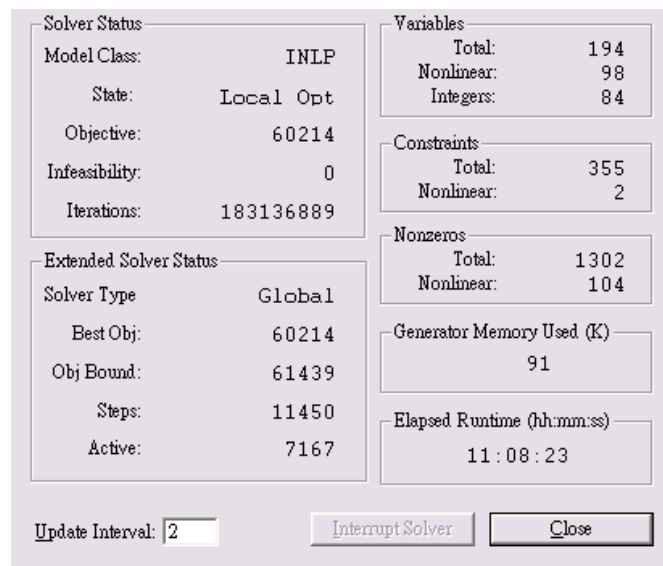 Solver Status
Model Class: INLP
State: Local Opt
Objective: 60214
Infeasibility: 0
Iterations: 183136889
Extended Solver Status
Solver Type Global
Best Obj: 60214
Obj Bound: 61439
Steps: 11450
Active: 7167
Variables
Total: 194
Nonlinear: 98
Integers: 84
Constraints
Total: 355
Nonlinear: 2
Nonzeros
Total: 1302
Nonlinear: 104
Generator Memory Used (K)
91
Elapsed Runtime (hh:mm:ss)
11:08:23
Update Interval: 2
Interrupt Solver
Close